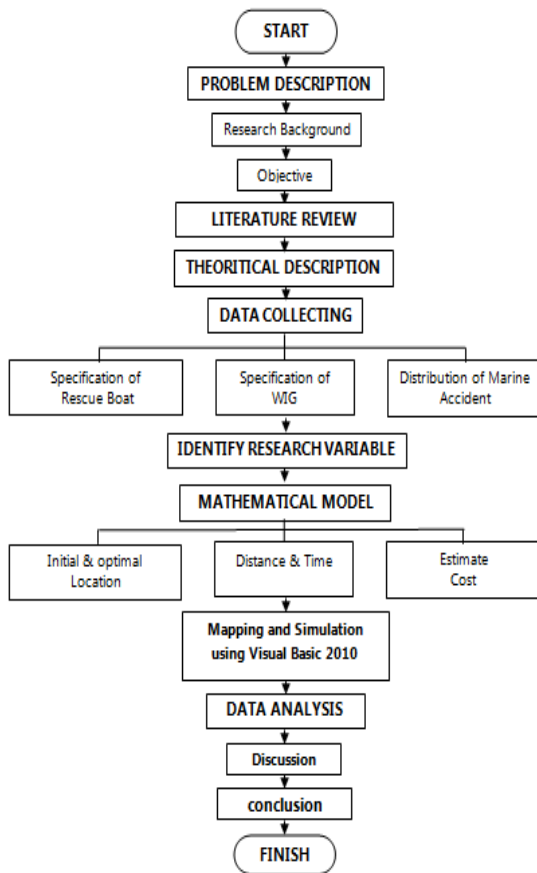 START
PROBLEM DESCRIPTION
Research Background
Objective
LITERATURE REVIEW
THEORITICAL DESCRIPTION
DATA COLLECTING
Specification of
Rescue Boat
Specification of
WIG
Distribution of Marine
Accident
IDENTIFY RESEARCH VARIABLE
MATHEMATICAL MODEL
Initial & optimal
Location
Distance & Time
Estimate
Cost
Mapping and Simulation
using Visual Basic 2010
DATA ANALYSIS
Discussion
conclusion
FINISH